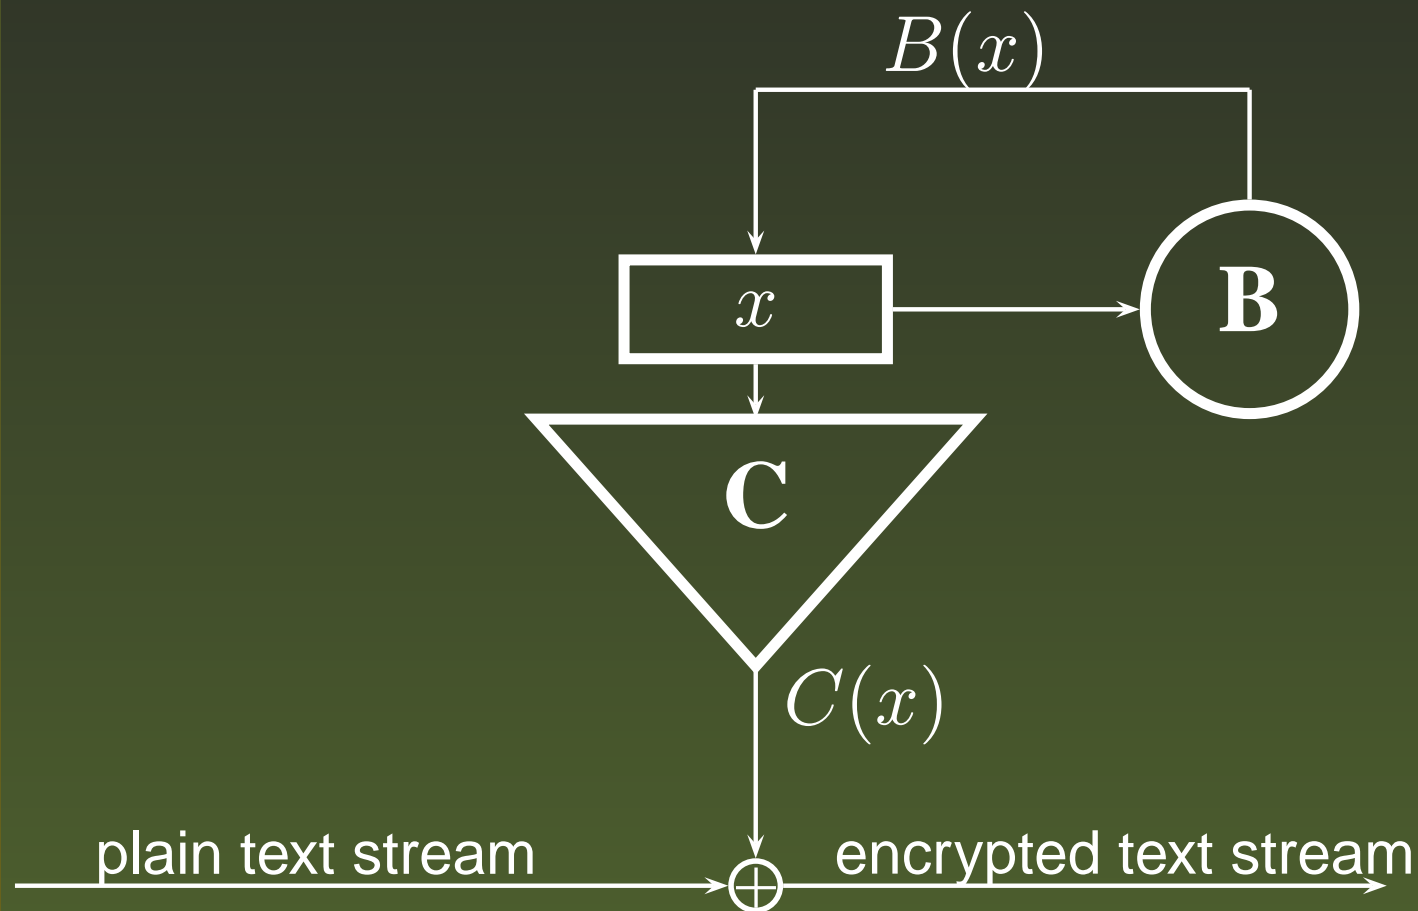 B(x)
x
B
C
C(x)
plain text stream
encrypted text stream